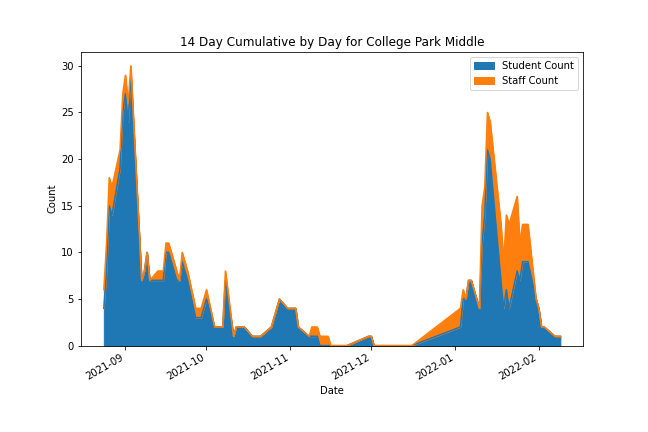 14 Day Cumulative by Day for College Park Middle
Student Count
Staff Count
30
25
20
15
10
5
0
Count
2021-09
2021-10
2021-11
2021-12
2022-01
2022-02
Date